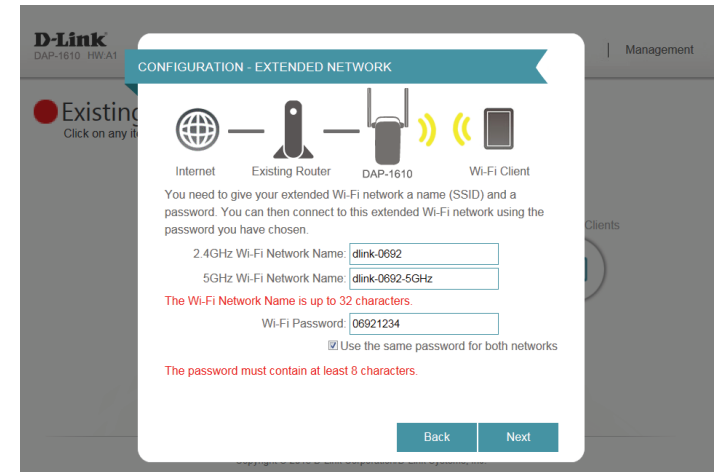 D-Link
DAP-1610 HW:A1
Management
CONFIGURATION - EXTENDED NETWORK
Existing
Click on any
Internet Existing Router DAP-1610 Wi-Fi Client
You need to give your extended Wi-Fi network a name (SSID) and a
password. You can then connect to this extended Wi-Fi network using the
password you have chosen.
Clients
2.4GHz Wi-Fi Network Name: dlink-0692
5GHz Wi-Fi Network Name: dlink-0692-5GHz
The Wi-Fi Network Name is up to 32 characters.
Wi-Fi Password: 06921234
Use the same password for both networks
The password must contain at least 8 characters.
Back Next